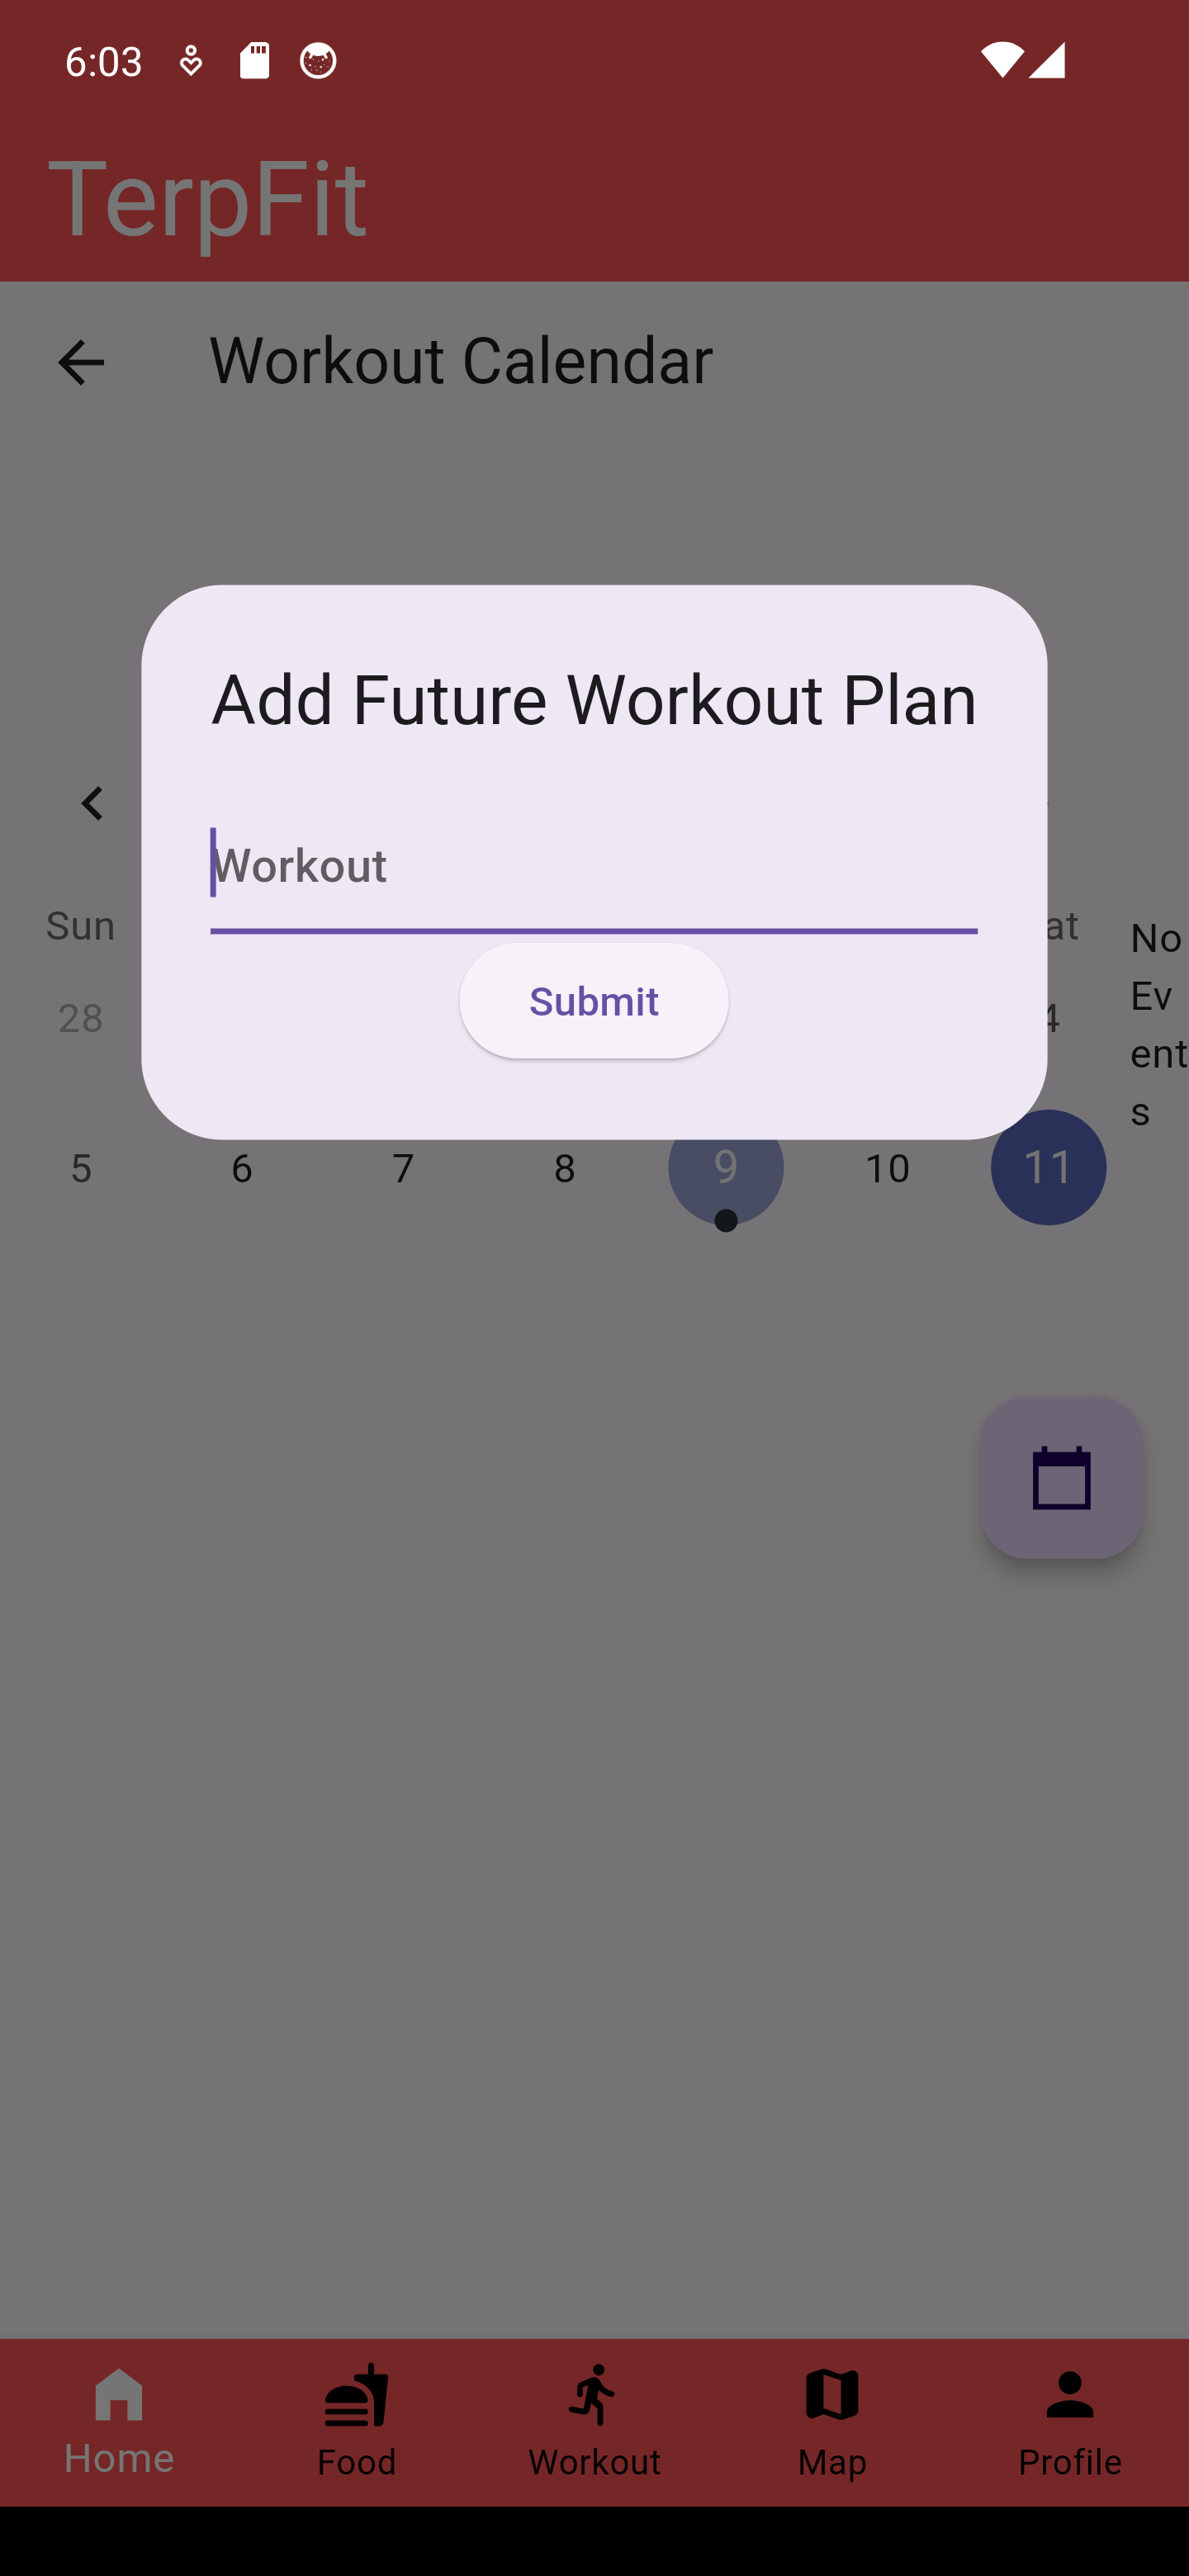 6:03
TerpFit
Workout Calendar
Add Future Workout Plan
Workout
Submit
Sun
at
No
Ev
ent
s
28
4
5 6 7 8 9 10 11
Home Food Workout Map Profile